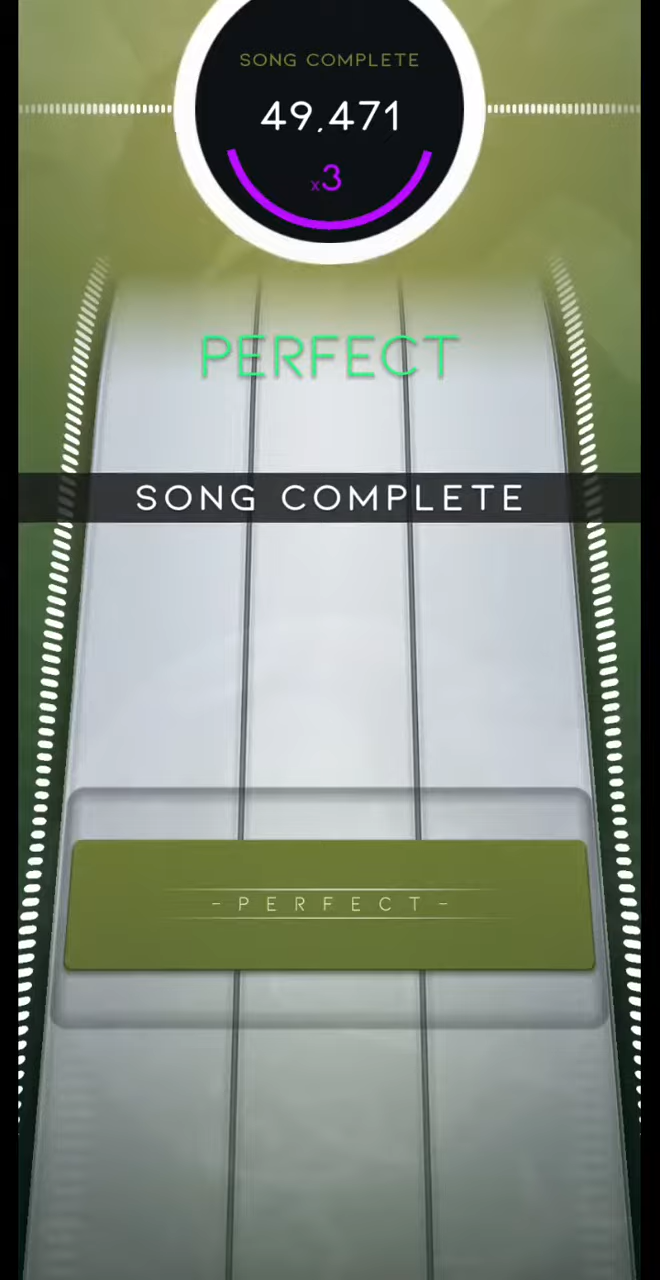 SONG COMPLETE
49,471
x3
PERFECT
SONG COMPLETE
- P E R F E C T -